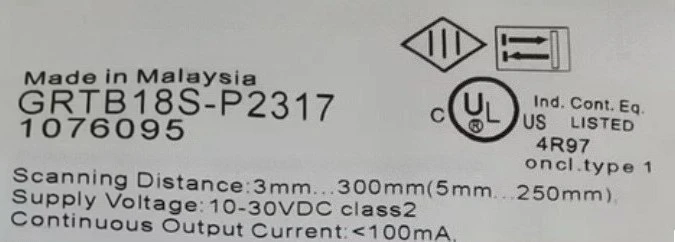 Made in Malaysia
GRTB18S-P2317
1076095
C UL US
®
Ind. Cont. Eq.
LISTED
4R97
oncl.type 1
Scanning Distance:3mm...300mm(5mm...250mm)
Supply Voltage:10-30VDC class2
Continuous Output Current:<100mA.